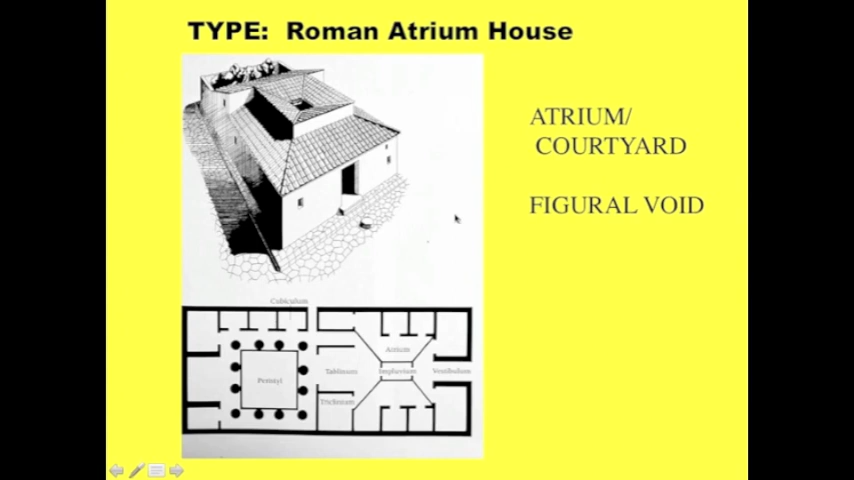 TYPE: Roman Atrium House
ATRIUM/
COURTYARD
FIGURAL VOID
Cubiculum
Atrium
Peristyl
Tablinum
Impluvium
Vestibulum
Triclinium